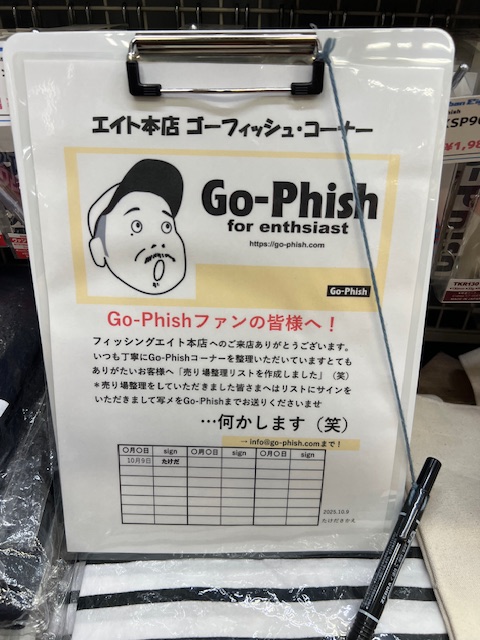 エイト本店 ゴーフィッシュ・コーナー
Go-Phish
for enthsiast
https://go-phish.com
Go-Phish
Go-Phishファンの皆様へ！
フィッシングエイト本店へのご来店ありがとうございます。
いつも丁寧にGo-Phishコーナーを整理いただいていますとても
ありがたいお客様へ「売り場整理リストを作成しました」（笑）
＊売り場整理をしていただきました皆さまへはリストにサインを
いただきまして写メをGo-Phishまでお送りくださいませ
…何かします（笑）
→ info@go-phish.comまで！
〇月〇日 sign 〇月〇日 sign 〇月〇日 sign
10月9日 たけだ
2025.10.9
たけださかえ